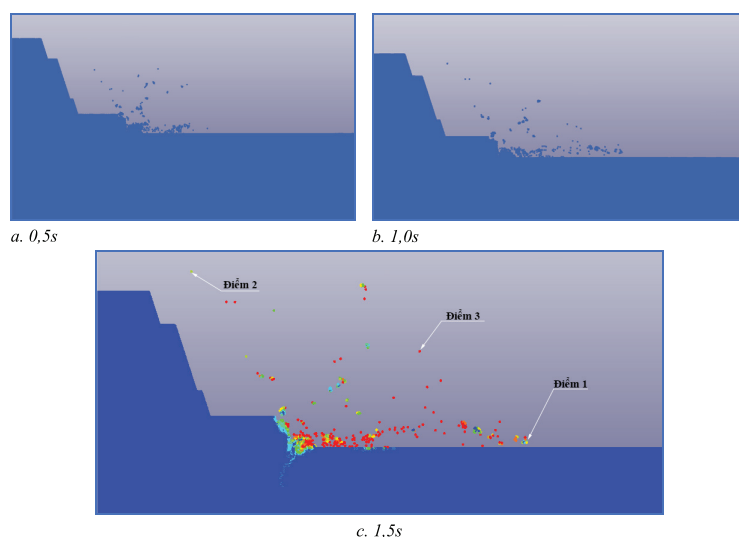 a. 0,5s
b. 1,0s
Điểm 2
Điểm 3
Điểm 1
c. 1.5s